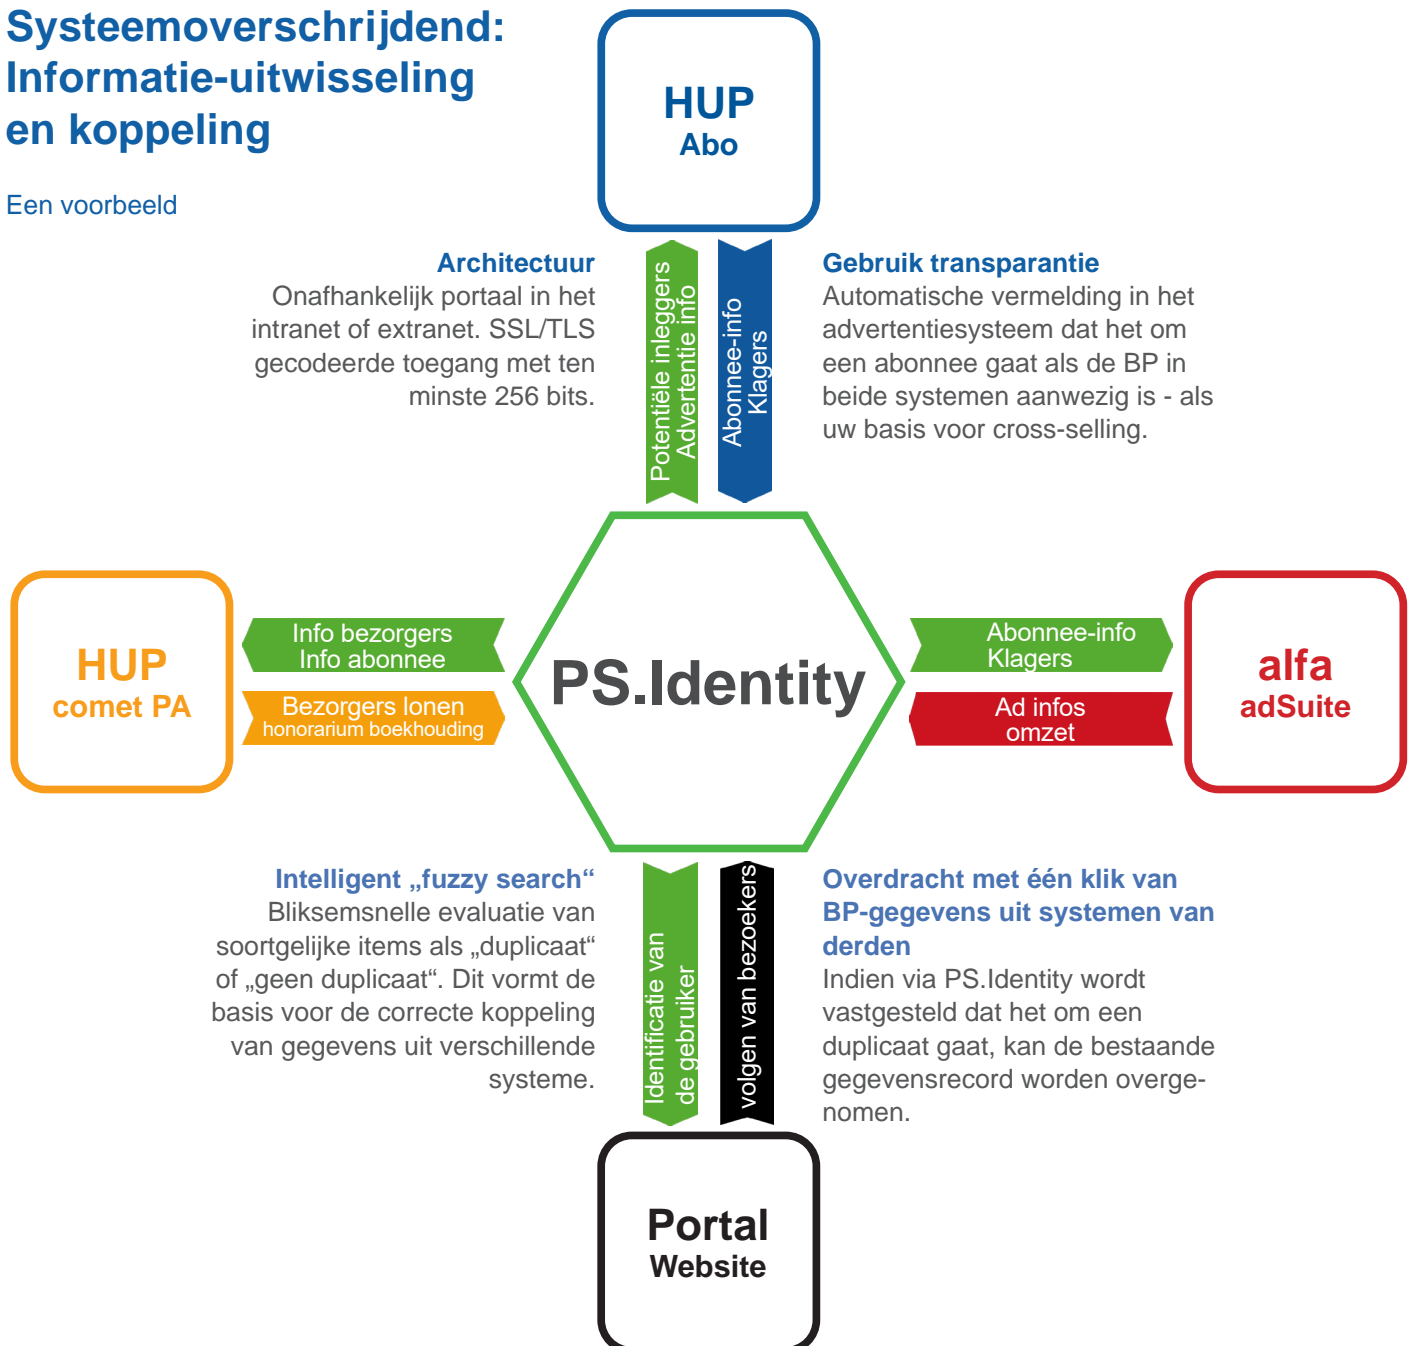 Systeemoverschrijdend:
Informatie-uitwisseling
en koppeling
Een voorbeeld
HUP
Abo
Architectuur
Onafhankelijk portaal in het
intranet of extranet. SSL/TLS
gecodeerde toegang met ten
minste 256 bits.
Potentiële inleggers
Advertentie info
Abonnee-info
Klagers
Gebruik transparantie
Automatische vermelding in het
advertentiesysteem dat het om
een abonnee gaat als de BP in
beide systemen aanwezig is - als
uw basis voor cross-selling.
HUP
comet PA
Info bezorgers
Info abonnee
Bezorgers lonen
honorarium boekhouding
PS.Identity
Abonnee-info
Klagers
Ad infos
omzet
alfa
adSuite
Intelligent „fuzzy search“
Bliksemsnelle evaluatie van
soortgelijke items als „duplicaat“
of „geen duplicaat“. Dit vormt de
basis voor de correcte koppeling
van gegevens uit verschillende
systeme.
Identificatie van
de gebruiker
volgen van bezoekers
Overdracht met één klik van
BP-gegevens uit systemen van
derden
Indien via PS.Identity wordt
vastgesteld dat het om een
duplicaat gaat, kan de bestaande
gegevensrecord worden overge-
nomen.
Portal
Website